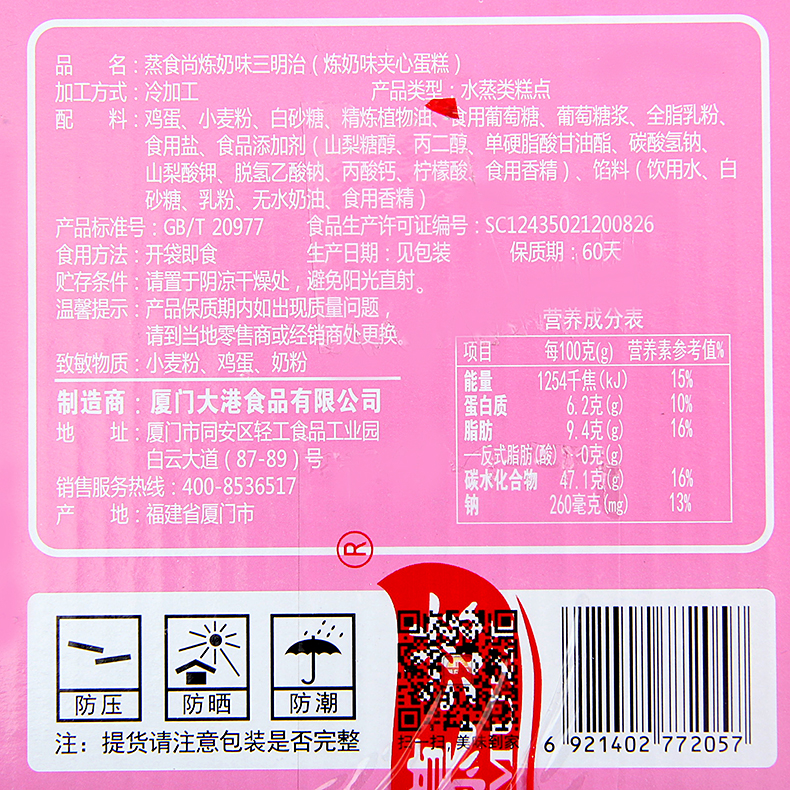 品 名：蒸食尚炼奶味三明治（炼奶味夹心蛋糕）
加工方式：冷加工 产品类型：水蒸类糕点
配 料：鸡蛋、小麦粉、白砂糖、精炼植物油、食用葡萄糖、葡萄糖浆、全脂乳粉、
食用盐、食品添加剂（山梨糖醇、丙二醇、单硬脂酸甘油酯、碳酸氢钠、
山梨酸钾、脱氢乙酸钠、丙酸钙、柠檬酸、食用香精）、馅料（饮用水、白
砂糖、乳粉、无水奶油、食用香精）
产品标准号：GB/T 20977 食品生产许可证编号：SC12435021200826
食用方法：开袋即食 生产日期：见包装 保质期：60天
贮存条件：请置于阴凉干燥处，避免阳光直射。
温馨提示：产品保质期内如出现质量问题，
请到当地零售商或经销商处更换。
致敏物质：小麦粉、鸡蛋、奶粉
制造商：厦门大港食品有限公司
地 址：厦门市同安区轻工食品工业园
白云大道（87-89）号
销售服务热线：400-8536517
产 地：福建省厦门市
营养成分表
项目 每100克(g) 营养素参考值%
能量 1254千焦(kJ) 15%
蛋白质 6.2克(g) 10%
脂肪 9.4克(g) 16%
—反式脂肪(酸) 0克(g)
碳水化合物 47.1克(g) 16%
钠 260毫克(mg) 13%
®
防压 防晒 防潮
注：提货请注意包装是否完整
扫一扫，美味到家
6 921402 772057